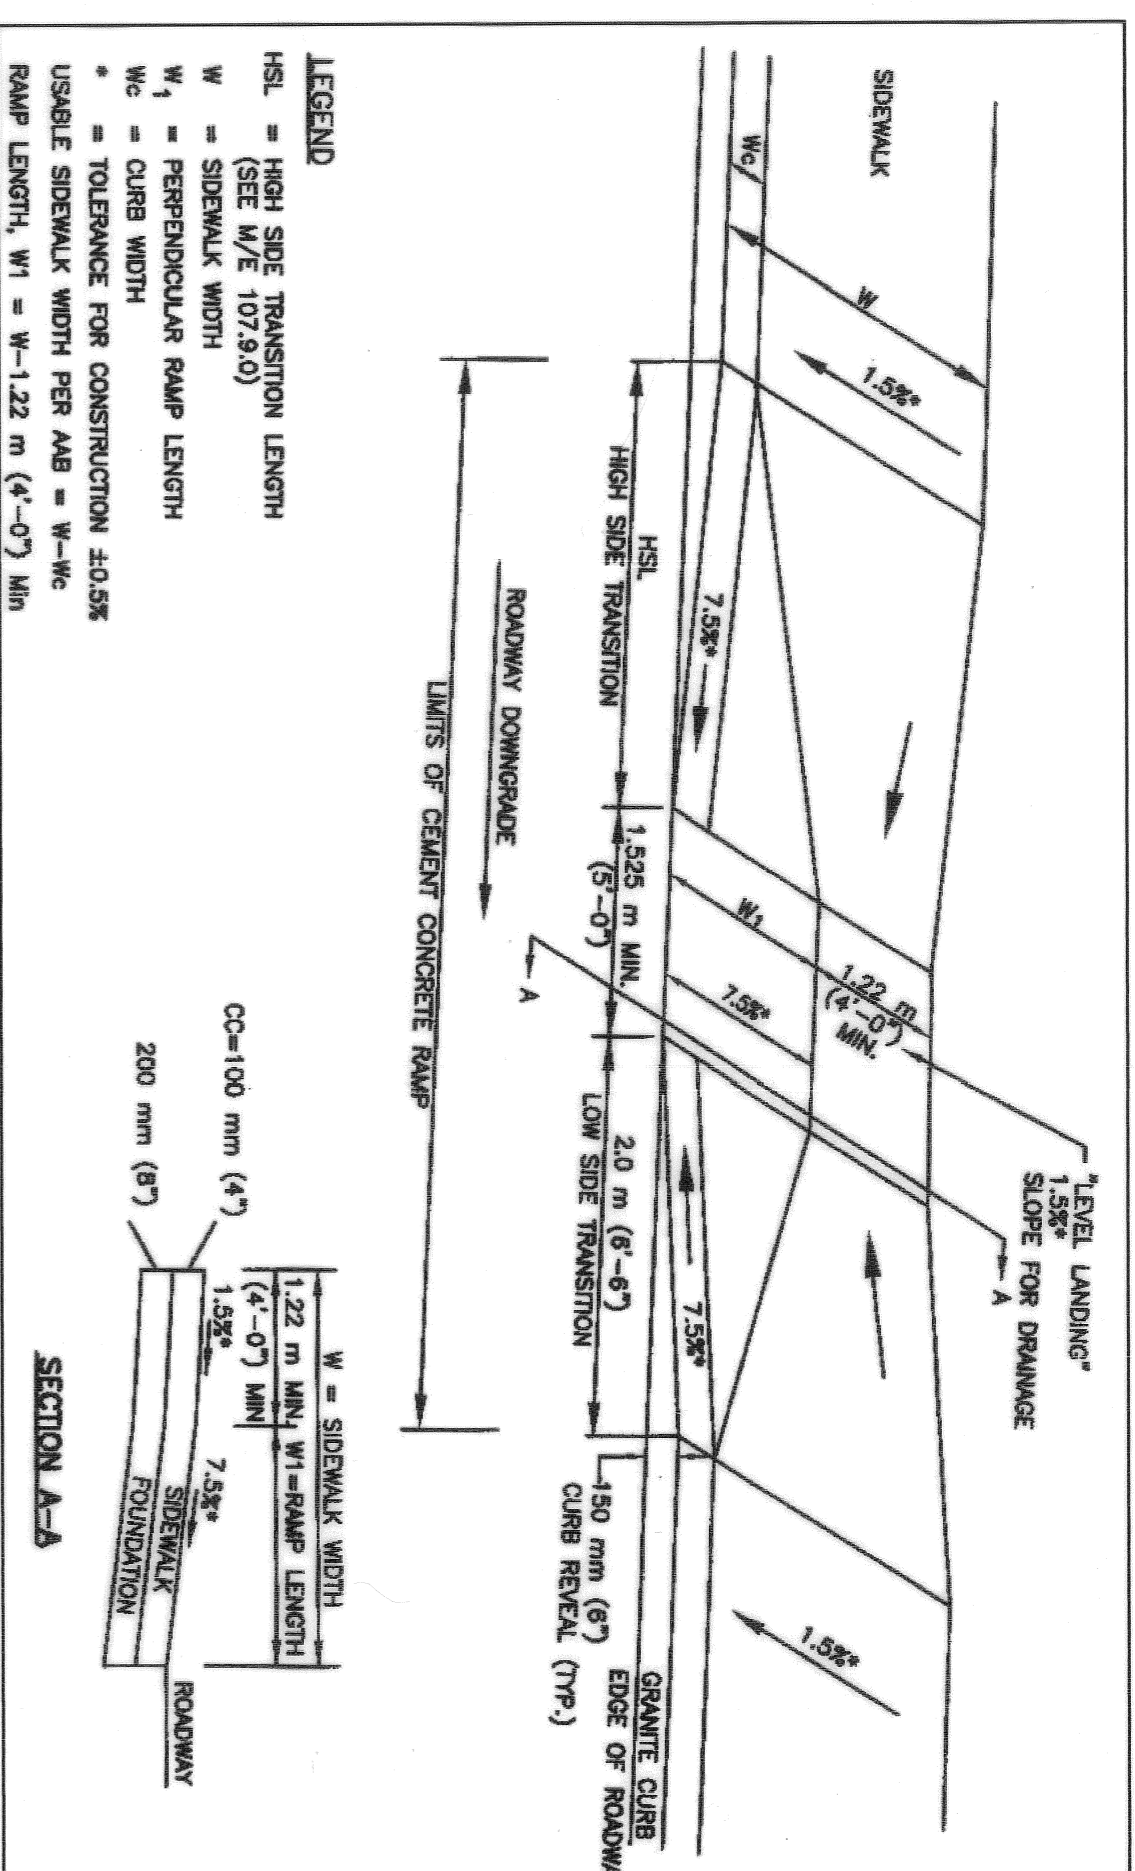 SIDEWALK
Wc
W
1.5%*
HSL
HIGH SIDE TRANSITION
7.5%*
ROADWAY DOWNGRADE
LIMITS OF CEMENT CONCRETE RAMP
1.525 m MIN.
(5'-0")
W1
7.5%*
1.22 m
(4'-0")
MIN.
A
A
"LEVEL LANDING"
1.5%*
SLOPE FOR DRAINAGE
2.0 m (6'-6")
LOW SIDE TRANSITION
7.5%*
150 mm (6")
CURB REVEAL (TYP.)
1.5%*
GRANITE CURB
EDGE OF ROADWA
LEGEND
HSL = HIGH SIDE TRANSITION LENGTH
(SEE M/E 107.9.0)
W = SIDEWALK WIDTH
W1 = PERPENDICULAR RAMP LENGTH
Wc = CURB WIDTH
* = TOLERANCE FOR CONSTRUCTION ±0.5%
USABLE SIDEWALK WIDTH PER AAB = W-Wc
RAMP LENGTH, W1 = W-1.22 m (4'-0") Min
W = SIDEWALK WIDTH
1.22 m MIN. W1=RAMP LENGTH
(4'-0") MIN
CC=100 mm (4")
200 mm (8")
1.5%*
7.5%*
SIDEWALK
FOUNDATION
ROADWAY
SECTION A-A